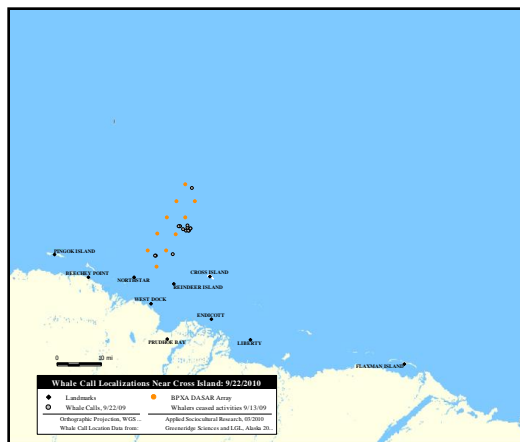 PINGOK ISLAND
BEECHEY POINT
NORTHSTAR
CROSS ISLAND
REINDEER ISLAND
WEST DOCK
ENDICOTT
PRUDHOE BAY
LIBERTY
FLAXMAN ISLAND
0 10 mi
Whale Call Localizations Near Cross Island: 9/22/2010
Landmarks BPXA DASAR Array
Whale Calls, 9/22/09 Whalers ceased activities 9/13/09
Orthographic Projection, WGS ... Applied Sociocultural Research, 03/2010
Whale Call Location Data from: Greeneridge Sciences and LGL, Alaska 20...